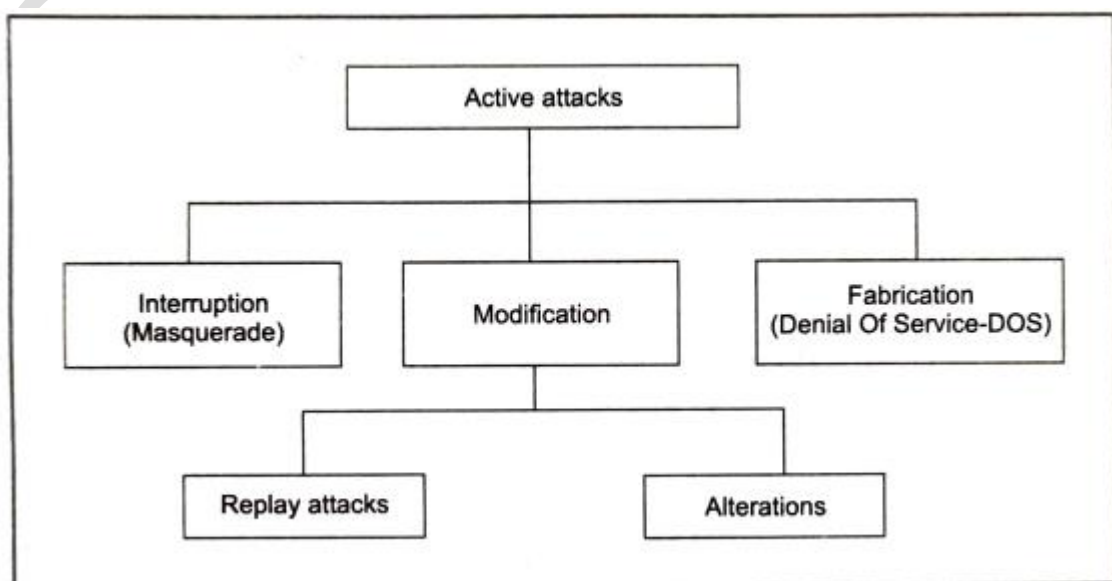 Active attacks
Interruption
(Masquerade)
Modification
Fabrication
(Denial Of Service-DOS)
Replay attacks
Alterations